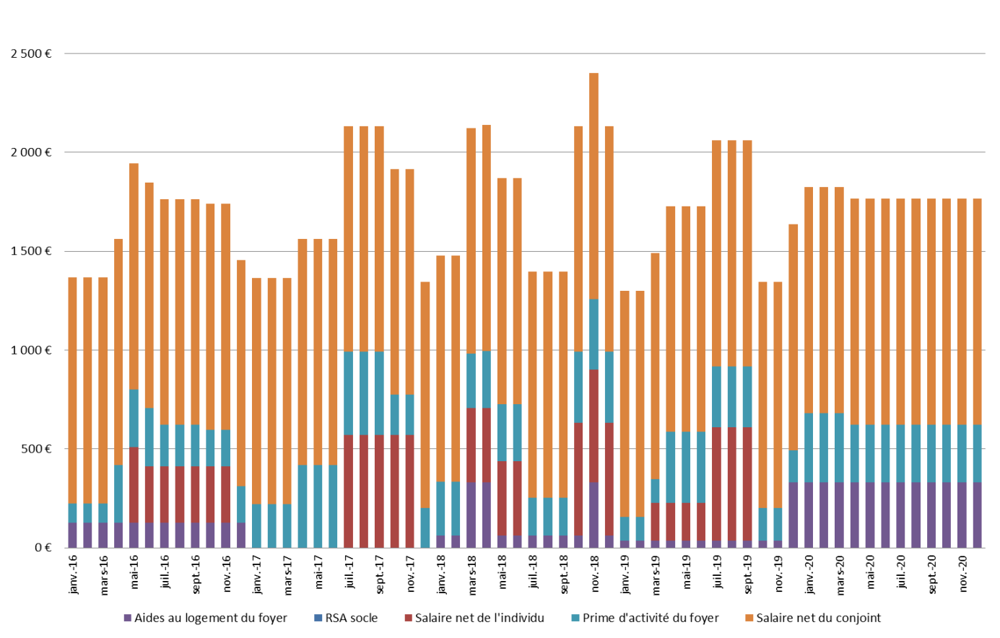 2 500 €
2 000 €
1 500 €
1 000 €
500 €
0 €
janv.-16
mars-16
mai-16
juil.-16
sept.-16
nov.-16
janv.-17
mars-17
mai-17
juil.-17
sept.-17
nov.-17
janv.-18
mars-18
mai-18
juil.-18
sept.-18
nov.-18
janv.-19
mars-19
mai-19
juil.-19
sept.-19
nov.-19
janv.-20
mars-20
mai-20
juil.-20
sept.-20
nov.-20
Aides au logement du foyer RSA socle Salaire net de l'individu Prime d'activité du foyer Salaire net du conjoint